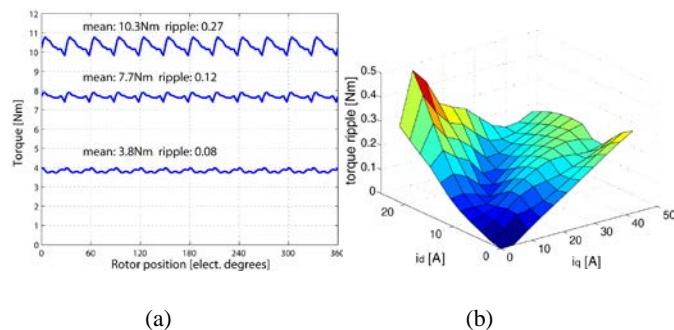 12
11
10
9
8
7
6
5
4
3
2
1
0
Torque [Nm]
mean: 10.3Nm ripple: 0.27
mean: 7.7Nm ripple: 0.12
mean: 3.8Nm ripple: 0.08
0 60 120 180 240 300 360
Rotor position [elect. degrees]
(a)
torque ripple [Nm]
0.5
0.4
0.3
0.2
0.1
0
20
10
0
id [A]
0 10 20 30 40 50
iq [A]
(b)